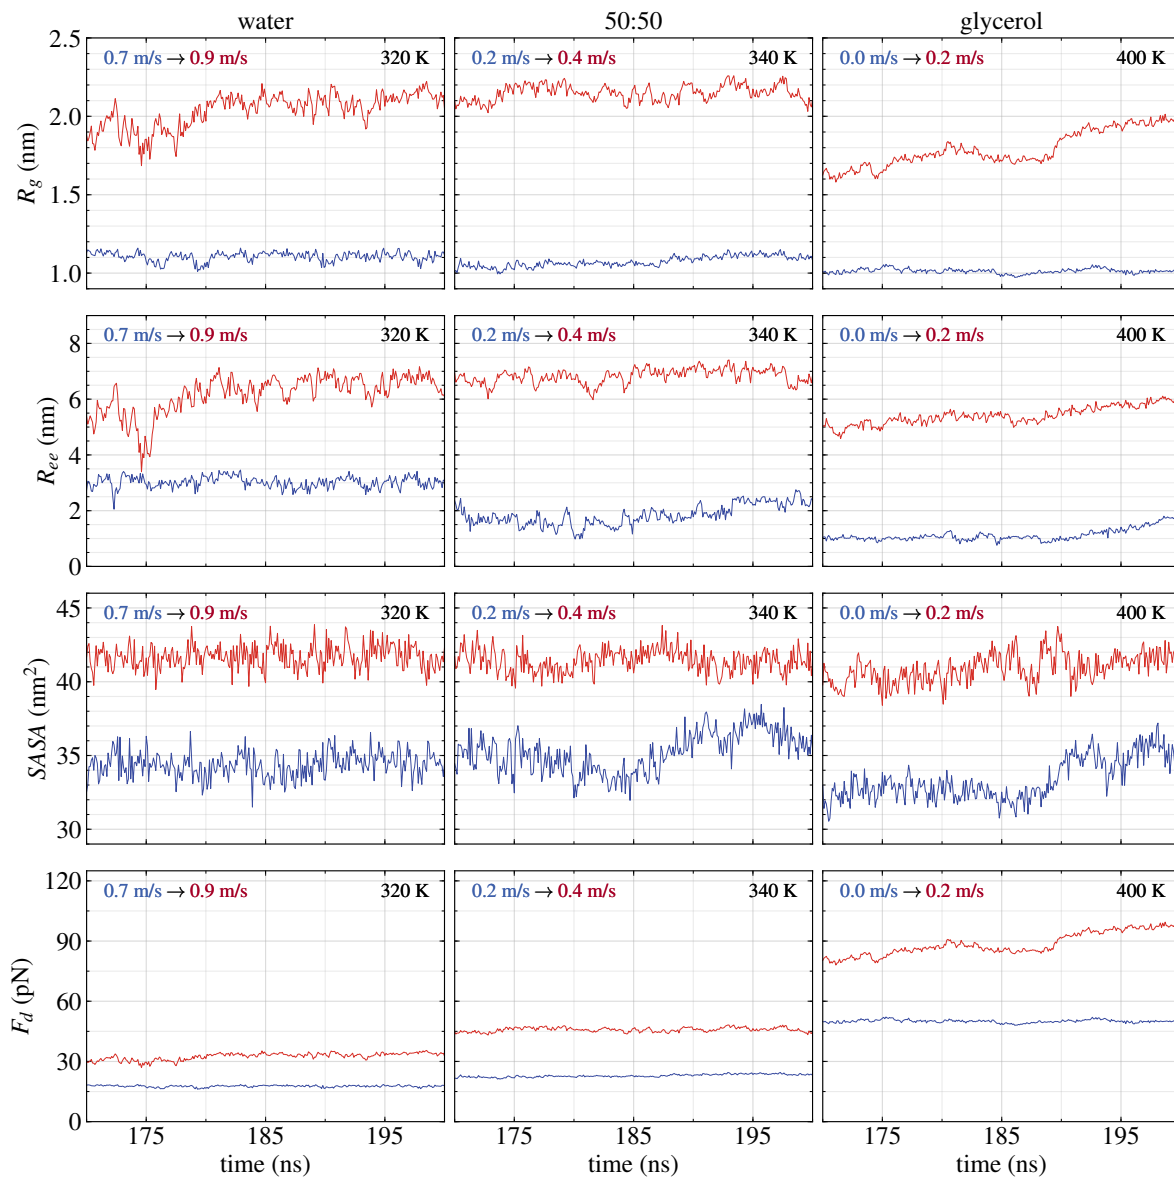 water 50:50 glycerol
2.5
0.7 m/s → 0.9 m/s 320 K 0.2 m/s → 0.4 m/s 340 K 0.0 m/s → 0.2 m/s 400 K
2.0
R_g (nm)
1.5
1.0
0.7 m/s → 0.9 m/s 320 K 0.2 m/s → 0.4 m/s 340 K 0.0 m/s → 0.2 m/s 400 K
8
6
R_ee (nm)
4
2
0
0.7 m/s → 0.9 m/s 320 K 0.2 m/s → 0.4 m/s 340 K 0.0 m/s → 0.2 m/s 400 K
45
40
SASA (nm²)
35
30
0.7 m/s → 0.9 m/s 320 K 0.2 m/s → 0.4 m/s 340 K 0.0 m/s → 0.2 m/s 400 K
120
90
F_d (pN)
60
30
0
175 185 195 175 185 195 175 185 195
time (ns) time (ns) time (ns)